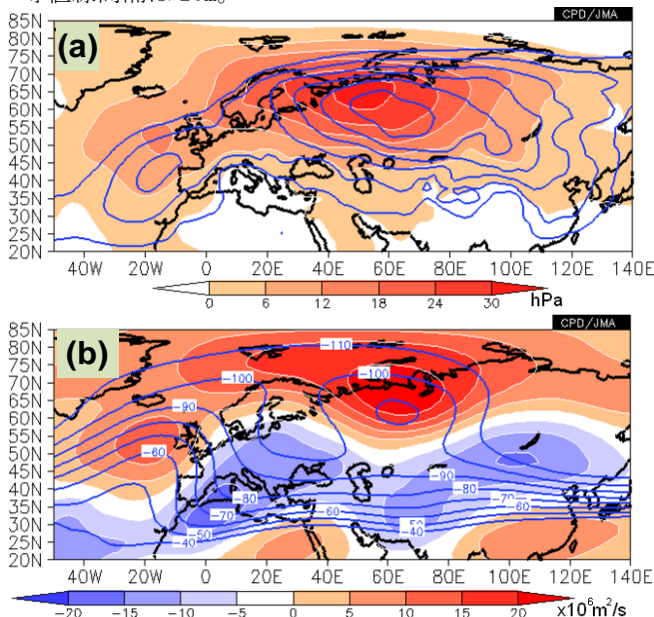 CPD/JMA
(a)
85N
80N
75N
70N
65N
60N
55N
50N
45N
40N
35N
30N
25N
20N
40W 20W 0 20E 40E 60E 80E 100E 120E 140E
0 6 12 18 24 30 hPa
CPD/JMA
(b)
85N
80N
75N
70N
65N
60N
55N
50N
45N
40N
35N
30N
25N
20N
-110
-100 -100
-90
-60
-90
-80 -80 -80
-70 -70
-60 -60
-50
-40 -40
40W 20W 0 20E 40E 60E 80E 100E 120E 140E
-20 -15 -10 -5 0 5 10 15 20 x10⁶m²/s